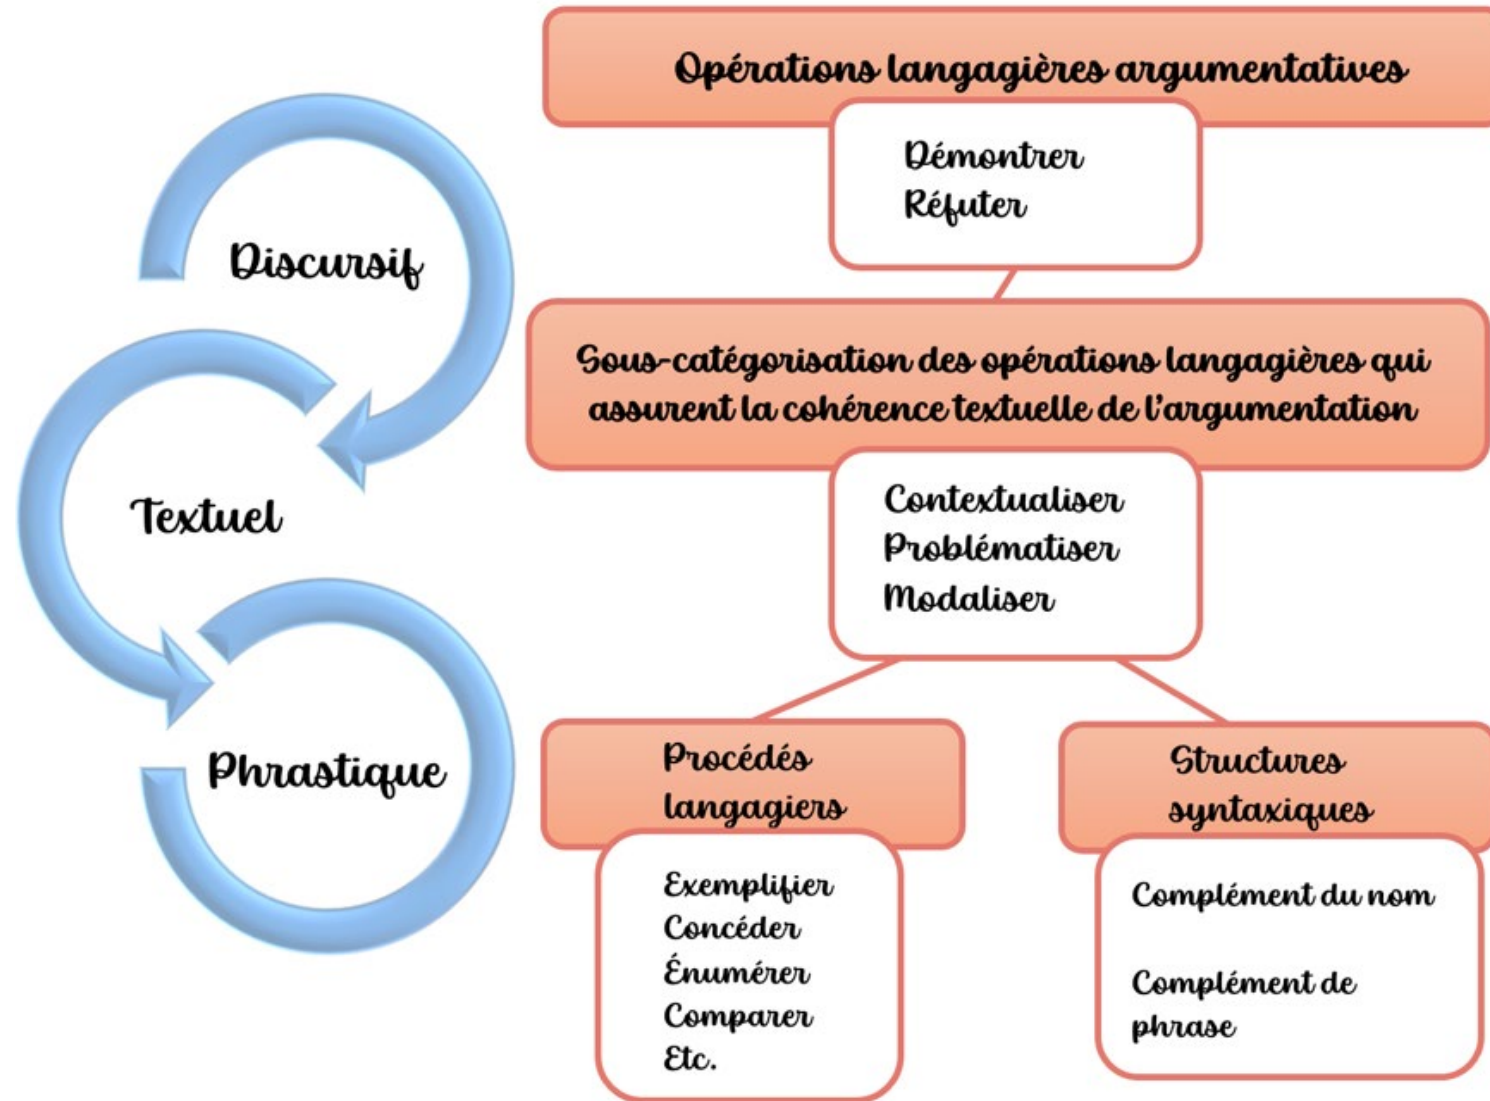 Opérations langagières argumentatives
Démontrer
Réfuter
Discursif
Sous-catégorisation des opérations langagières qui
assurent la cohérence textuelle de l'argumentation
Textuel
Contextualiser
Problématiser
Modaliser
Phrastique
Procédés
langagiers
Exemplifier
Concéder
Énumérer
Comparer
Etc.
Structures
syntaxiques
Complément du nom
Complément de
phrase